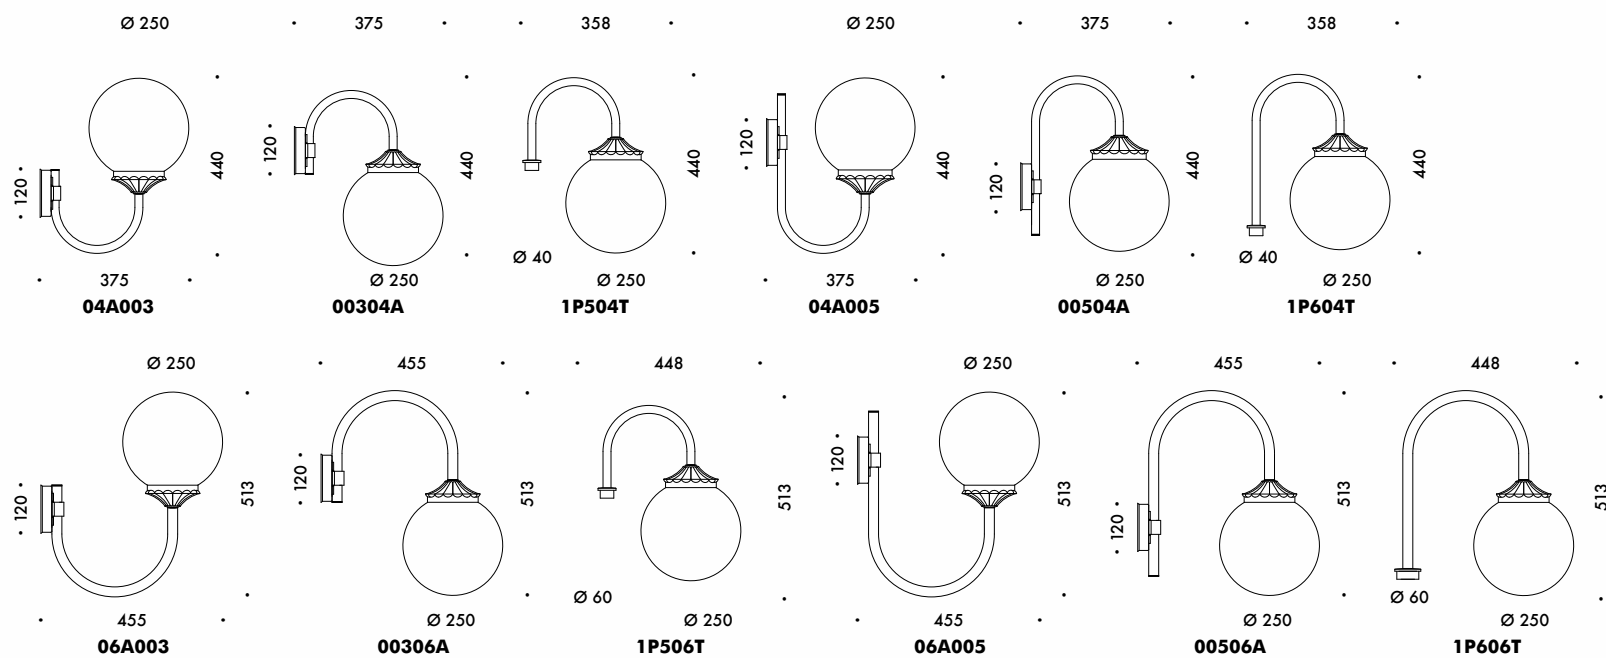 Ø 250
375
358
Ø 250
375
358
120
440
120
440
440
120
440
120
440
440
Ø 40
Ø 40
375
Ø 250
Ø 250
375
Ø 250
Ø 250
04A003
00304A
1P504T
04A005
00504A
1P604T
Ø 250
455
448
Ø 250
455
448
120
513
120
513
513
120
513
120
513
513
Ø 60
Ø 60
455
Ø 250
Ø 250
455
Ø 250
Ø 250
06A003
00306A
1P506T
06A005
00506A
1P606T